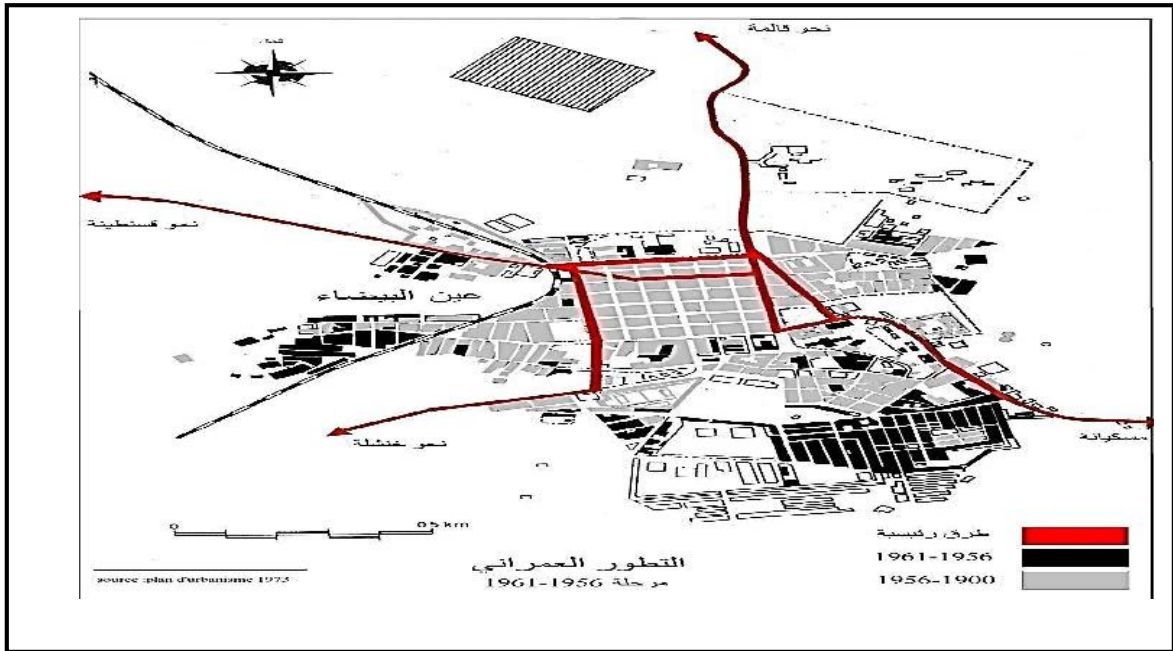 شمال
نحو قالمة
نحو قسنطينة
عين البيضاء
نحو خنشلة
مسكيانة
0 0.5 km
التطور العمراني
مرحلة 1956-1961
source :plan d'urbanisme 1973
طرق رئيسية
1961-1956
1956-1900